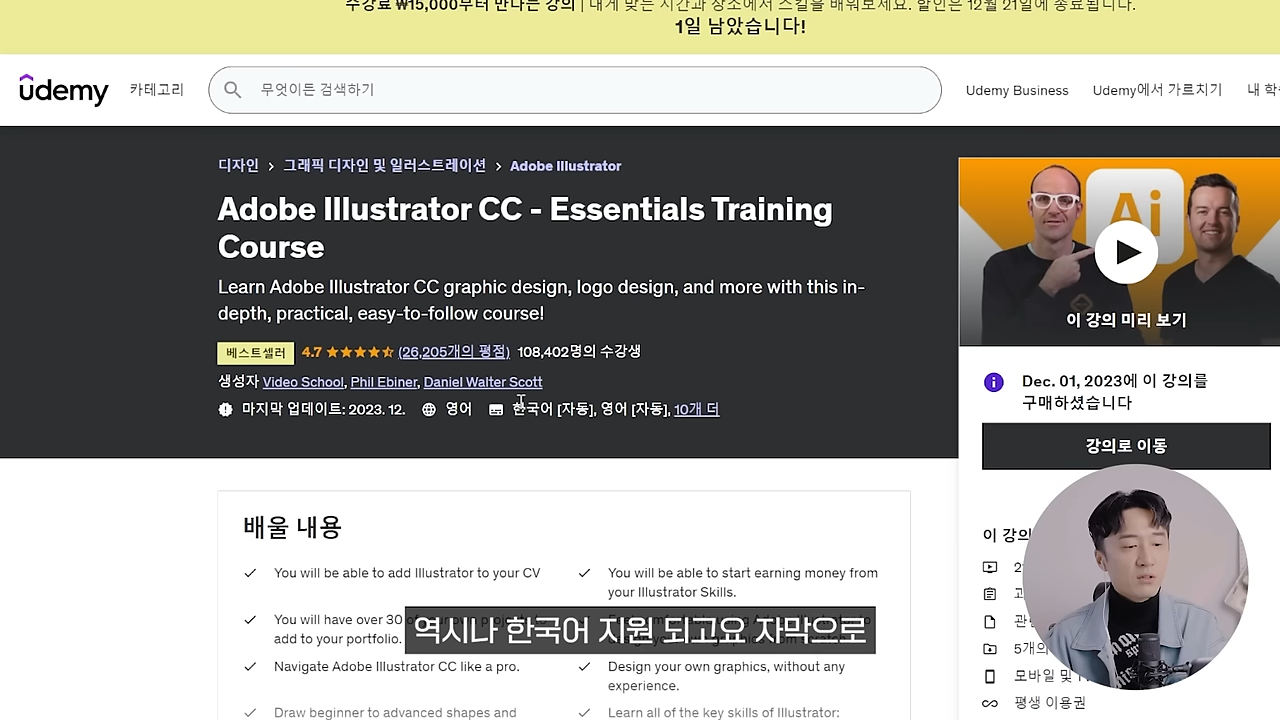 수강료 ₩15,000부터 만나는 강의 | 내게 맞는 시간과 장소에서 스킬을 배워보세요. 할인은 12월 21일에 종료됩니다.
1일 남았습니다!
udemy
카테고리
무엇이든 검색하기
Udemy Business
Udemy에서 가르치기
내 학
디자인 > 그래픽 디자인 및 일러스트레이션 > Adobe Illustrator
Adobe Illustrator CC - Essentials Training
Course
Learn Adobe Illustrator CC graphic design, logo design, and more with this in-
depth, practical, easy-to-follow course!
베스트셀러 4.7 (26,205개의 평점) 108,402명의 수강생
생성자 Video School, Phil Ebiner, Daniel Walter Scott
마지막 업데이트: 2023. 12. 영어 한국어 [자동], 영어 [자동], 10개 더
Ai
이 강의 미리 보기
Dec. 01, 2023에 이 강의를
구매하셨습니다
강의로 이동
이 강의
5개의
모바일 및
평생 이용권
배울 내용
You will be able to add Illustrator to your CV
You will be able to start earning money from
your Illustrator Skills.
You will have over 30
add to your portfolio.
Navigate Adobe Illustrator CC like a pro.
Design your own graphics, without any
experience.
Draw beginner to advanced shapes and
Learn all of the key skills of Illustrator:
역시나 한국어 지원 되고요 자막으로